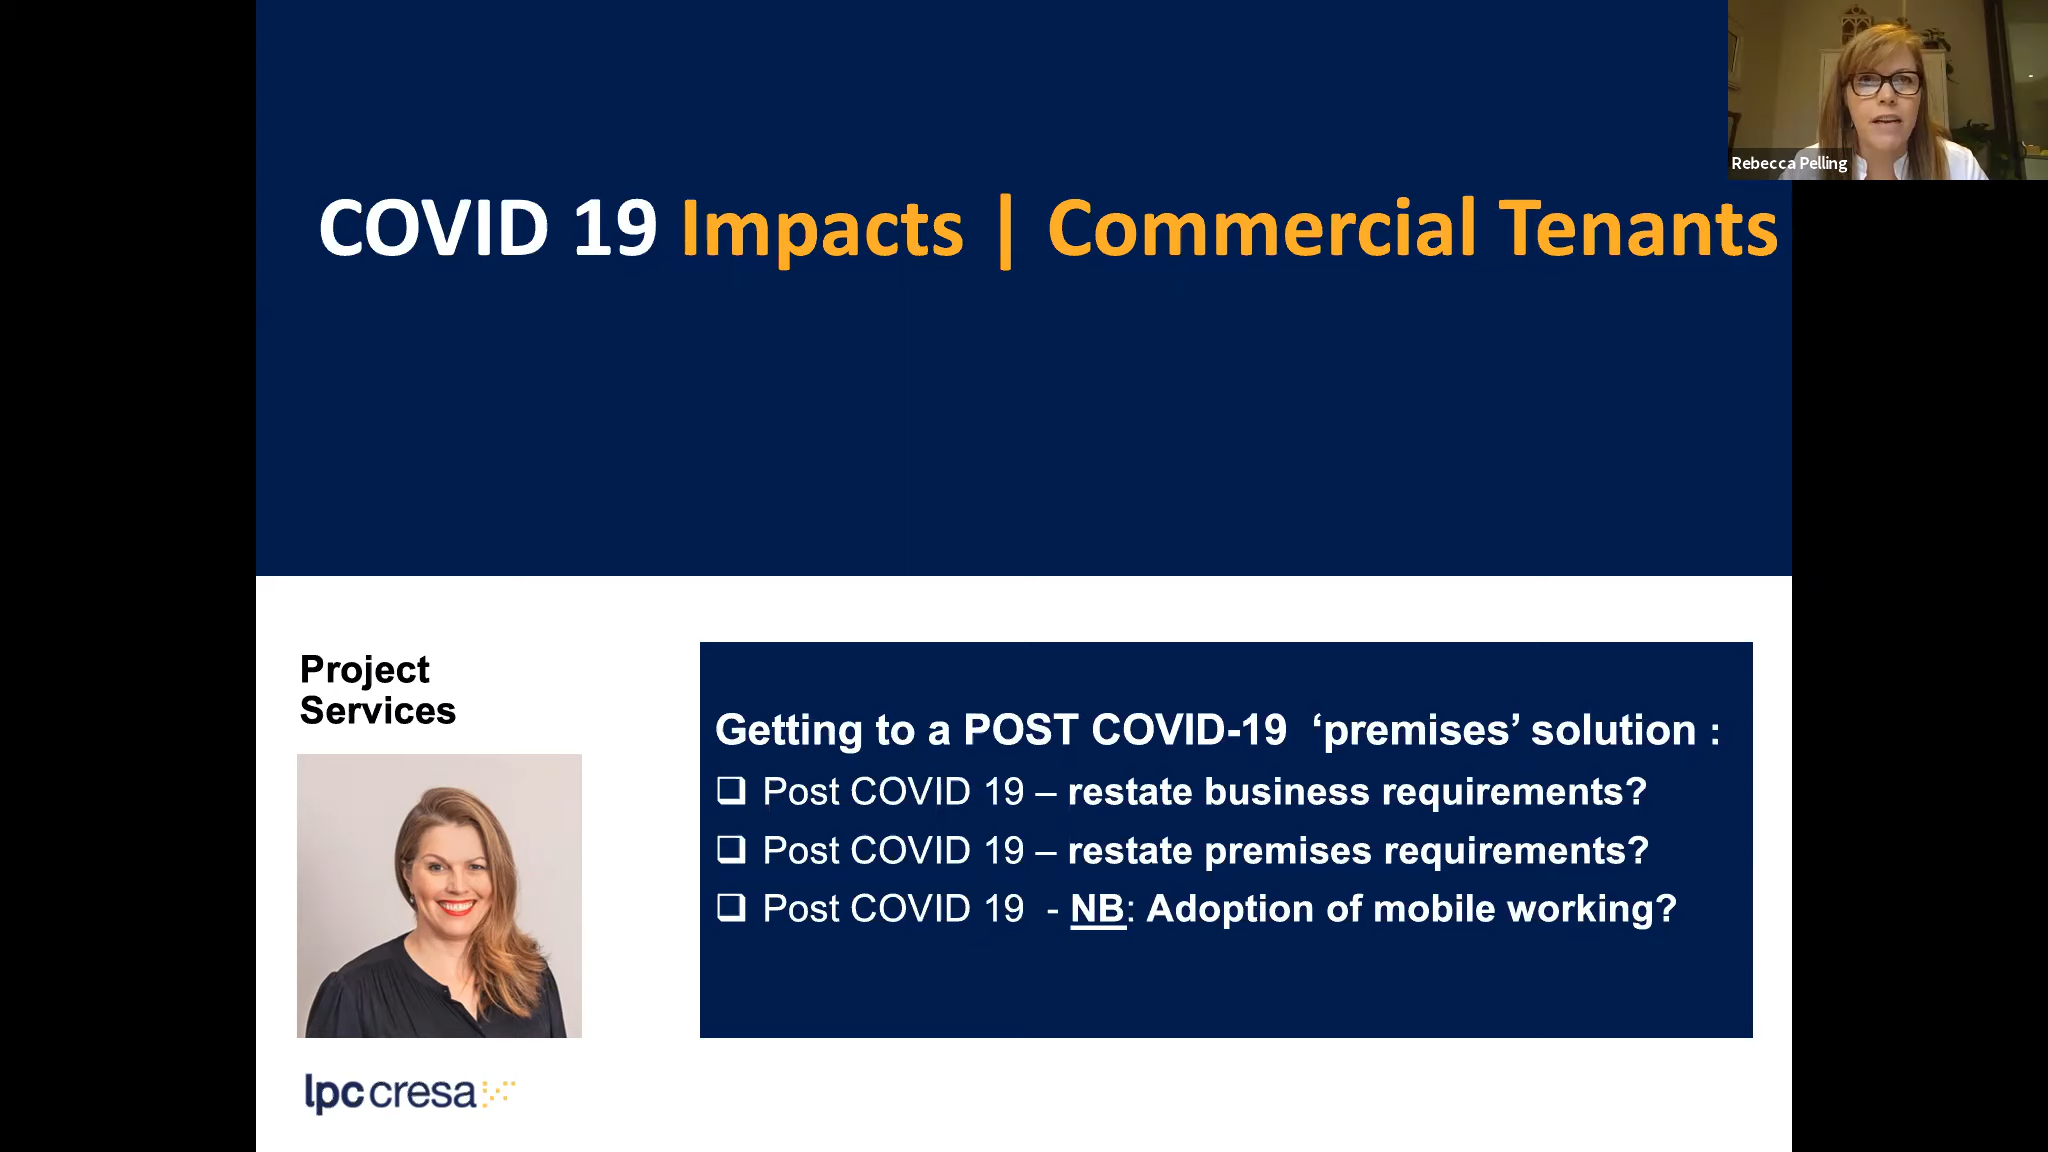 Rebecca Pelling
COVID 19 Impacts | Commercial Tenants
Project
Services
Getting to a POST COVID-19 ‘premises’ solution :
❑ Post COVID 19 – restate business requirements?
❑ Post COVID 19 – restate premises requirements?
❑ Post COVID 19 - NB: Adoption of mobile working?
lpc cresa